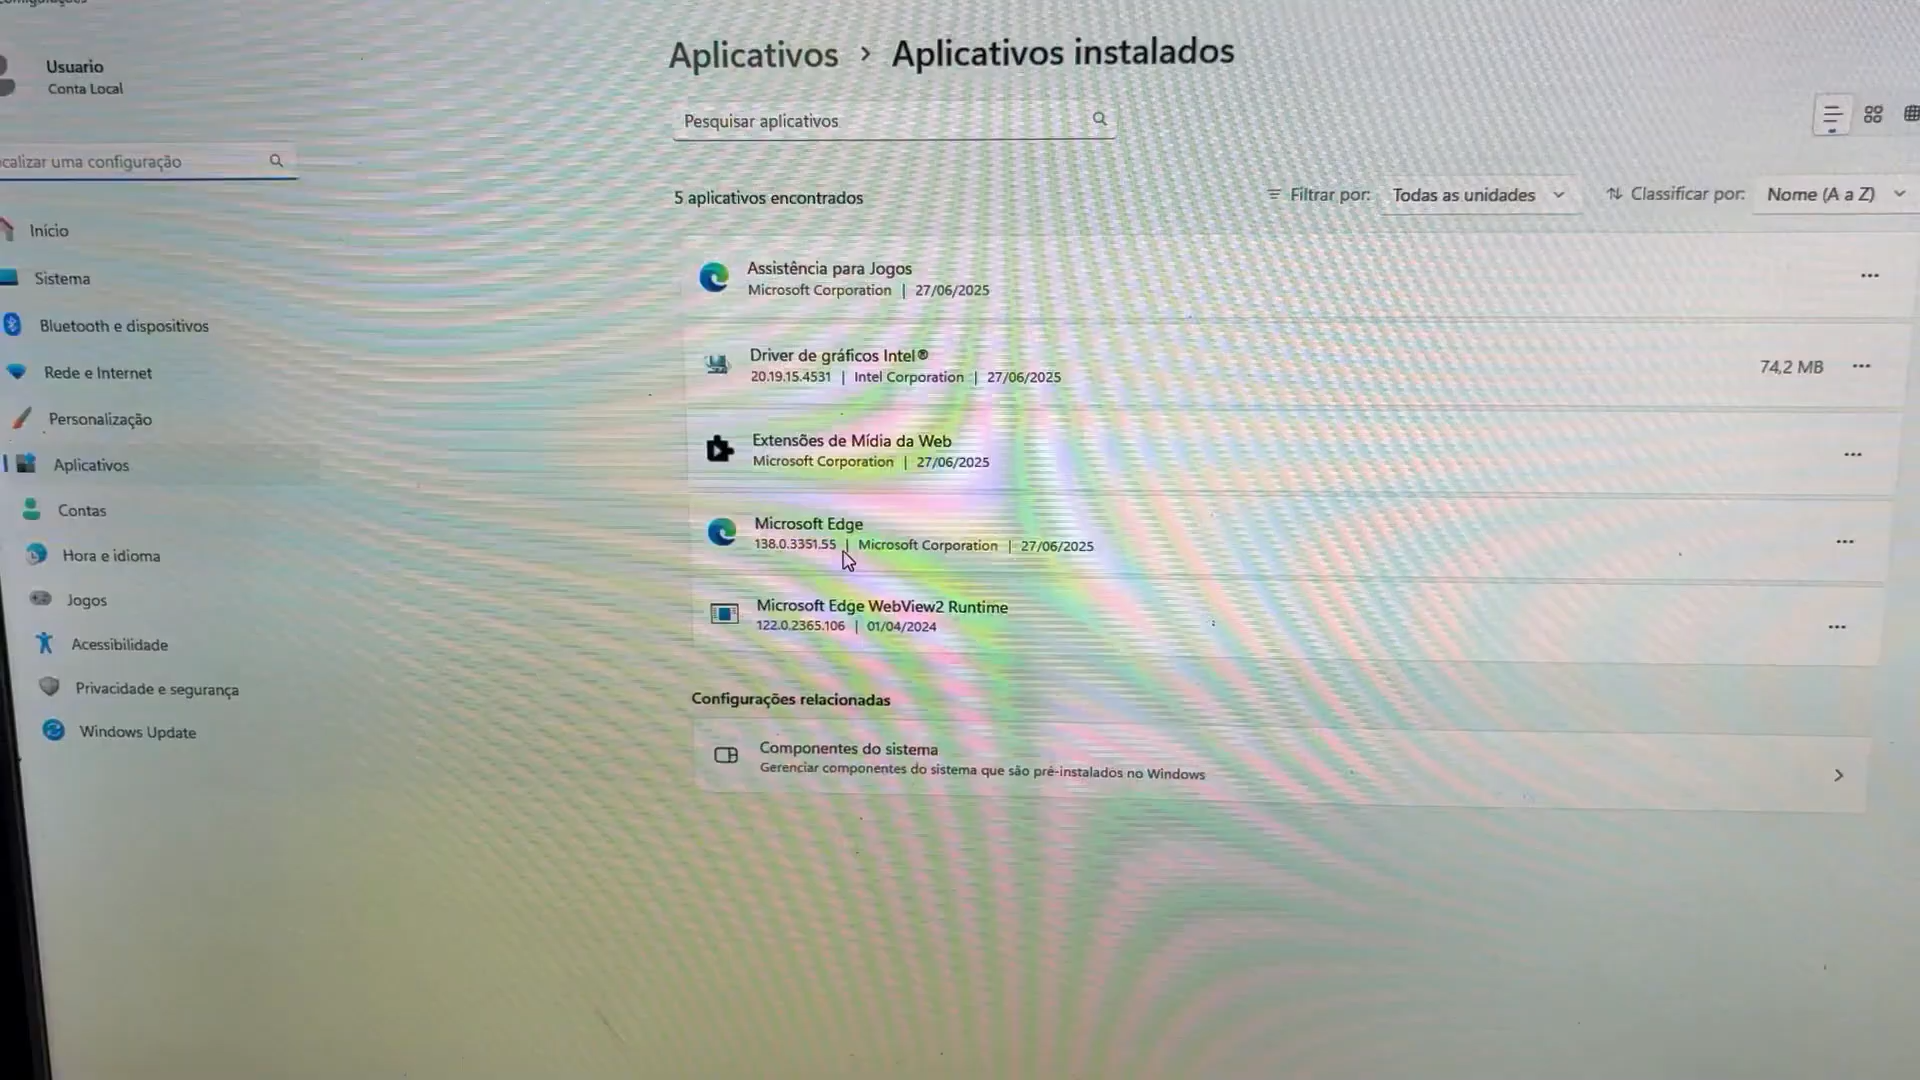 Usuario
Conta Local
calizar uma configuração
Início
Sistema
Bluetooth e dispositivos
Rede e Internet
Personalização
Aplicativos
Contas
Hora e idioma
Jogos
Acessibilidade
Privacidade e segurança
Windows Update
Aplicativos > Aplicativos instalados
Pesquisar aplicativos
5 aplicativos encontrados
Filtrar por: Todas as unidades
Classificar por: Nome (A a Z)
Assistência para Jogos
Microsoft Corporation | 27/06/2025
Driver de gráficos Intel®
20.19.15.4531 | Intel Corporation | 27/06/2025
74,2 MB
Extensões de Mídia da Web
Microsoft Corporation | 27/06/2025
Microsoft Edge
138.0.3351.55 | Microsoft Corporation | 27/06/2025
Microsoft Edge WebView2 Runtime
122.0.2365.106 | 01/04/2024
Configurações relacionadas
Componentes do sistema
Gerenciar componentes do sistema que são pré-instalados no Windows